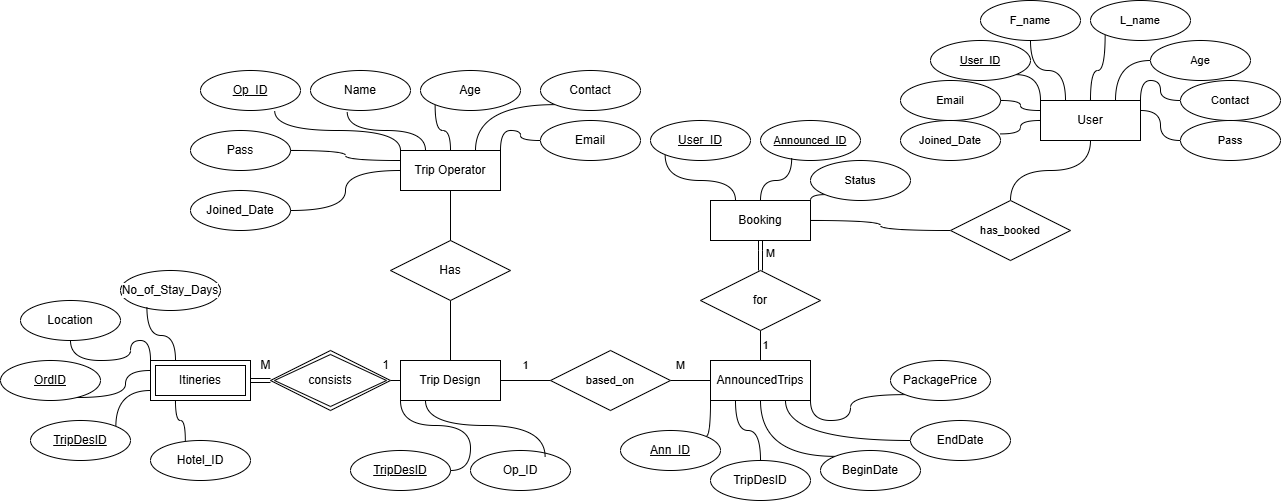 F_name
L_name
User_ID
Age
Email
Contact
User
Joined_Date
Pass
Op_ID
Name
Age
Contact
Pass
Email
Trip Operator
Joined_Date
User_ID
Announced_ID
Status
Booking
has_booked
M
Has
for
No_of_Stay_Days
Location
1
OrdID
Itineries
M
consists
1
Trip Design
1
based_on
M
AnnouncedTrips
PackagePrice
TripDesID
Hotel_ID
TripDesID
Op_ID
Ann_ID
TripDesID
BeginDate
EndDate